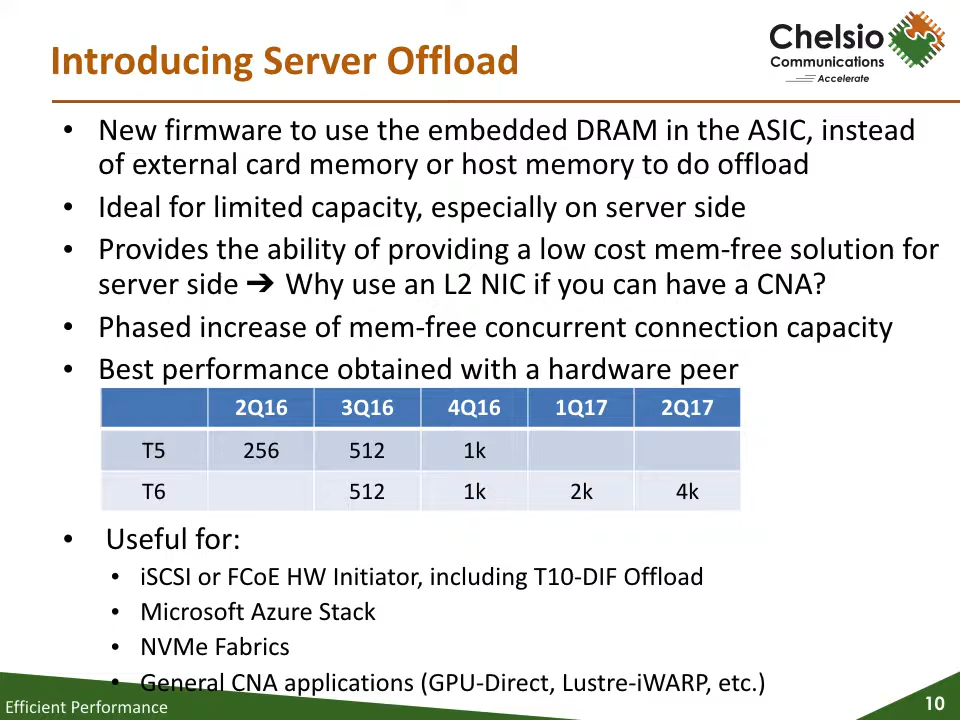 Introducing Server Offload
Chelsio
Communications
Accelerate
• New firmware to use the embedded DRAM in the ASIC, instead
of external card memory or host memory to do offload
• Ideal for limited capacity, especially on server side
• Provides the ability of providing a low cost mem-free solution for
server side ➔ Why use an L2 NIC if you can have a CNA?
• Phased increase of mem-free concurrent connection capacity
• Best performance obtained with a hardware peer
2Q16 3Q16 4Q16 1Q17 2Q17
T5 256 512 1k
T6 512 1k 2k 4k
• Useful for:
• iSCSI or FCoE HW Initiator, including T10-DIF Offload
• Microsoft Azure Stack
• NVMe Fabrics
• General CNA applications (GPU-Direct, Lustre-iWARP, etc.)
Efficient Performance
10